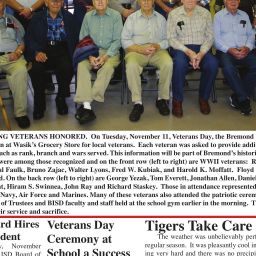 NG VETERANS HONORED. On Tuesday, November 11, Veterans Day, the Bremond
n at Wasik's Grocery Store for local veterans. Each veteran was asked to provide addi
uch as rank, branch and wars served. This information will be part of Bremond's histori
were among those recognized and on the front row (left to right) are WWII veterans: R
al Faulk, Bruno Zajac, Walter Lyons, Fred W. Kubiak, and Harold K. Moffatt. Floyd
d. On the back row (left to right) are George Yezak, Tom Everett, Jonathan Allen, Daniel
t, Hiram S. Swinnea, John Ray and Richard Staskey. Those in attendance represented
Navy, Air Force and Marines. Many of these veterans also attended the patriotic cerem
of Trustees and BISD faculty and staff held at the school gym earlier in the morning. T
ir service and sacrifice.
rd Hires
dent
y, November
ISD Board of
Veterans Day
Ceremony at
School a Success
Tigers Take Care
The weather was unbelievably perf
regular season. It was pleasantly cool in
ing very hard and there was no precipi